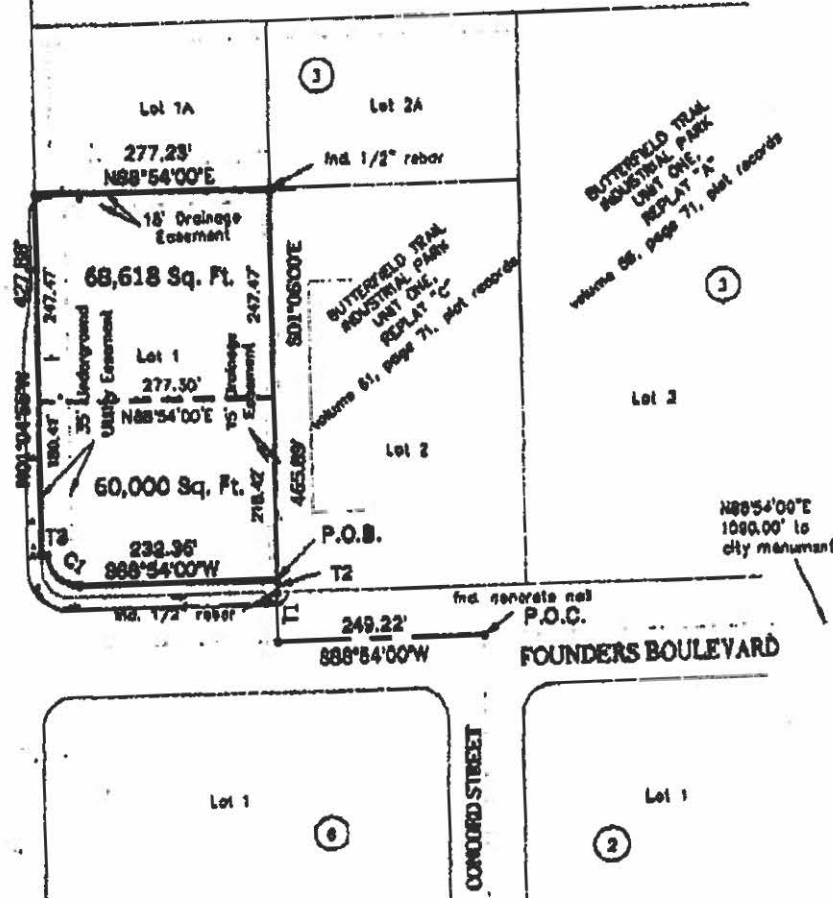 3
Lot 1A
Lot 2A
277.23'
N88°54'00"E
fnd. 1/2" rebar
18' Drainage
Easement
BUTTERFIELD TRAIL
INDUSTRIAL PARK
UNIT ONE,
REPLAT "A"
volume 66, page 71, plat records
68,618 Sq. Ft.
247.47'
247.47'
S01°06'00"E
BUTTERFIELD TRAIL
INDUSTRIAL PARK
UNIT ONE,
REPLAT "C"
volume 61, page 71, plat records
3
Lot 1
35' Underground
Utility Easement
15' Drainage
Easement
277.30'
N88°54'00"E
Lot 3
180.41'
465.89'
218.42'
Lot 2
60,000 Sq. Ft.
N88°54'00"E
1080.00' to
city monument
T3
C1
232.36'
S88°54'00"W
P.O.B.
T2
T1
fnd. 1/2" rebar
fnd. concrete nail
249.22'
P.O.C.
S88°54'00"W
FOUNDERS BOULEVARD
CONCORD STREET
Lot 1
6
Lot 1
2